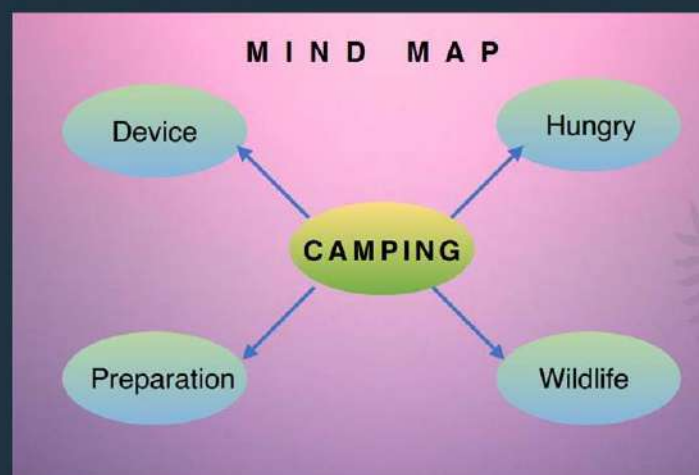 MIND MAP
Device
Hungry
CAMPING
Preparation
Wildlife